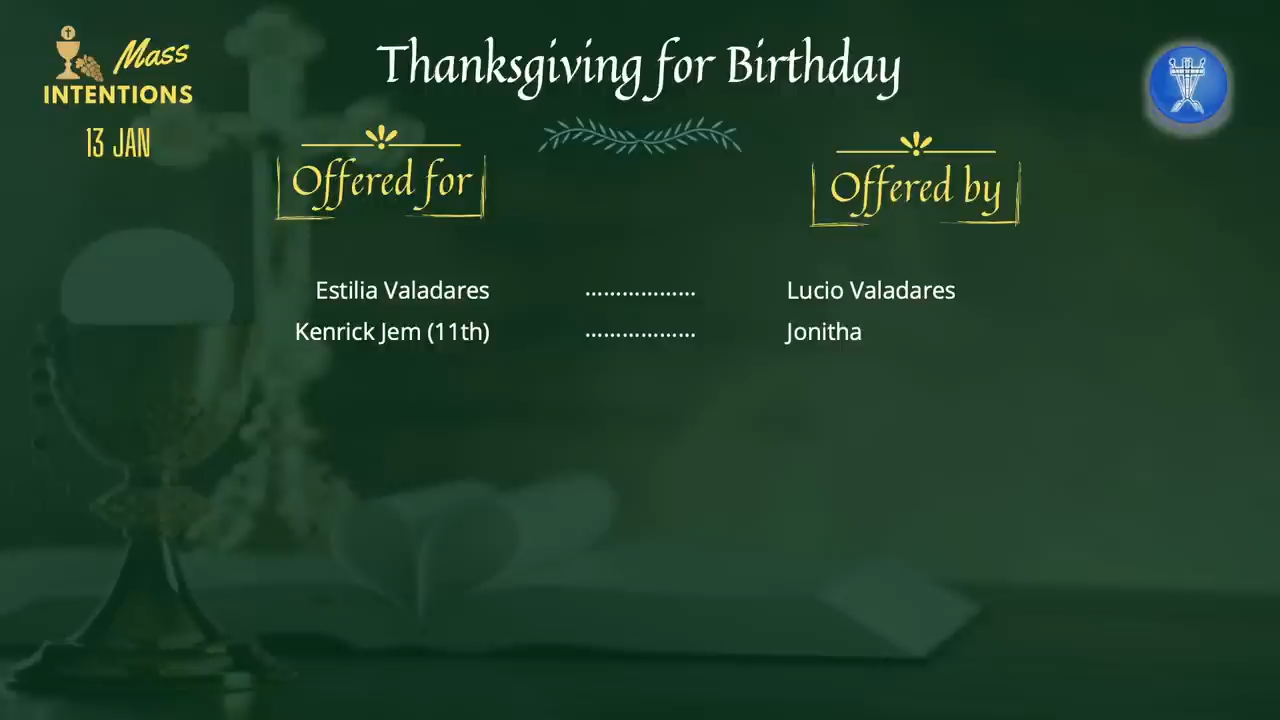 Mass
INTENTIONS
13 JAN
Thanksgiving for Birthday
Offered for
Offered by
Estilia Valadares .................. Lucio Valadares
Kenrick Jem (11th) .................. Jonitha